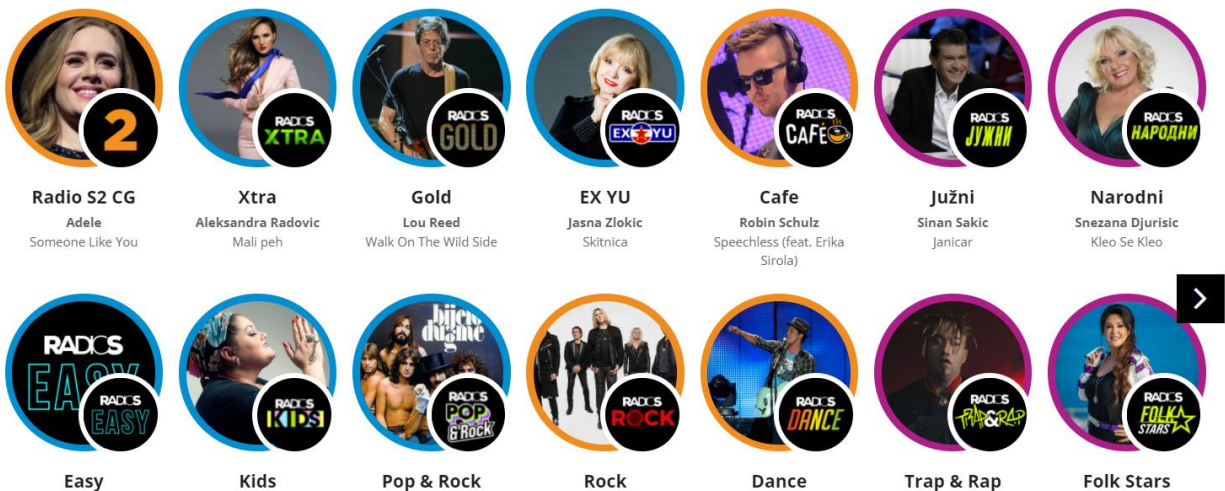 2
RADIOS
XTRA
RADIOS
GOLD
RADIOS
EX YU
RADIOS
CAFÉ
RADIOS
ЈУЖНИ
RADIOS
НАРОДНИ
Radio S2 CG
Xtra
Gold
EX YU
Cafe
Južni
Narodni
Adele
Aleksandra Radovic
Lou Reed
Jasna Zlokic
Robin Schulz
Sinan Sakic
Snezana Djurisic
Someone Like You
Mali peh
Walk On The Wild Side
Skitnica
Speechless (feat. Erika
Sirola)
Janicar
Kleo Se Kleo
RADIOS
EASY
RADIOS
EASY
RADIOS
KIDS
bijelo
dugme
RADIOS
POP
&Rock
RADIOS
ROCK
RADIOS
DANCE
RADIOS
TRAP&RAP
RADIOS
FOLK
STARS
Easy
Kids
Pop & Rock
Rock
Dance
Trap & Rap
Folk Stars